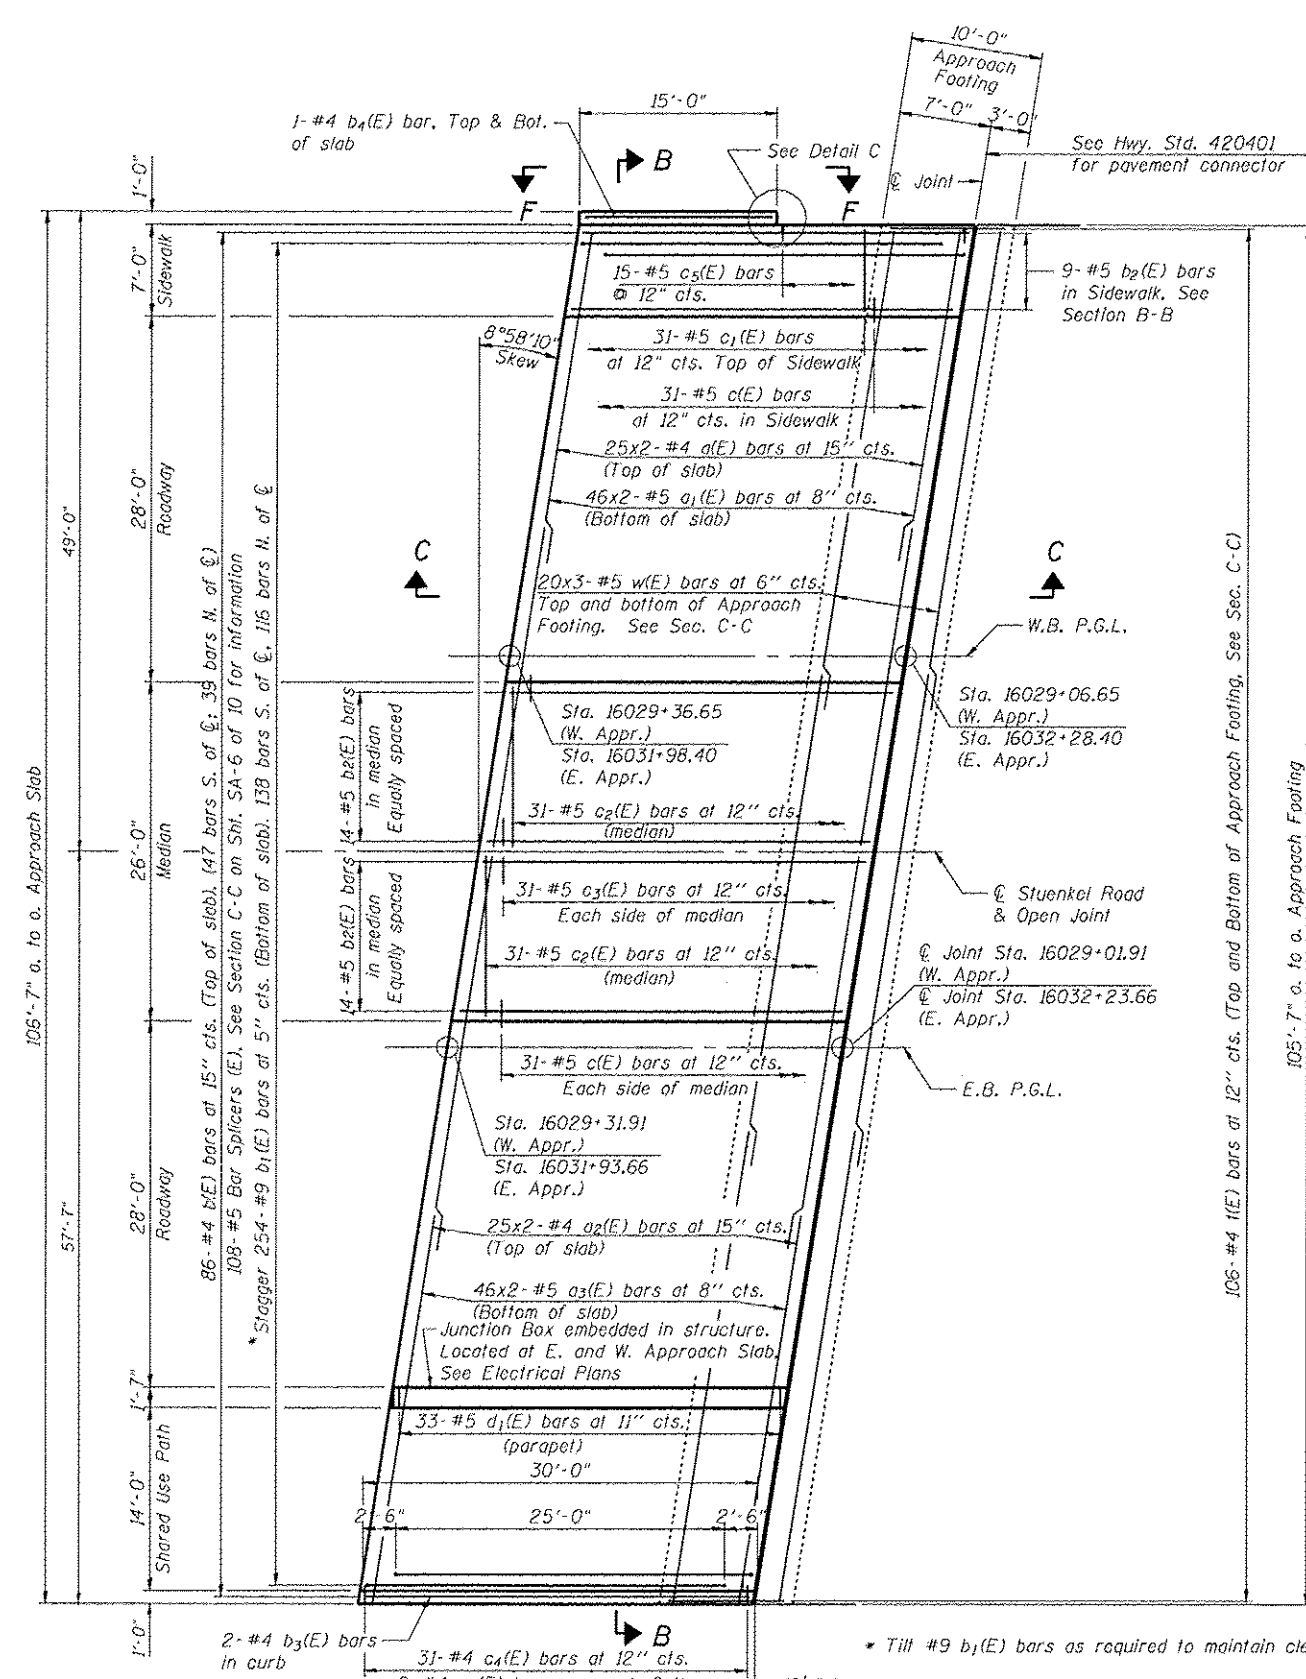 10'-0"
Approach
Footing
7'-0"
3'-0"
15'-0"
1- #4 b4(E) bar, Top & Bot.
of slab
B
See Detail C
See Hwy. Std. 420401
for pavement connector
℄ Joint
F
F
1'-0"
7'-0"
Sidewalk
15- #5 c5(E) bars
@ 12" cts.
9- #5 b2(E) bars
in Sidewalk. See
Section B-B
8°58'10"
Skew
31- #5 c1(E) bars
at 12" cts. Top of Sidewalk
31- #5 c(E) bars
at 12" cts. in Sidewalk
25x2- #4 a(E) bars at 15" cts.
(Top of slab)
46x2- #5 a1(E) bars at 8" cts.
(Bottom of slab)
28'-0"
Roadway
49'-0"
C
C
20x3- #5 w(E) bars at 6" cts.
Top and bottom of Approach
Footing. See Sec. C-C
W.B. P.G.L.
Sta. 16029+36.65
(W. Appr.)
Sta. 16031+98.40
(E. Appr.)
Sta. 16029+06.65
(W. Appr.)
Sta. 16032+28.40
(E. Appr.)
14- #5 b2(E) bars
in median
Equally spaced
31- #5 c2(E) bars at 12" cts.
(median)
106'-7" o. to o. Approach Slab
26'-0"
Median
86- #4 b(E) bars at 15" cts. (Top of slab). (47 bars S. of ℄; 39 bars N. of ℄)
108- #5 Bar Splicers (E). See Section C-C on Sht. SA-6 of 10 for information
* Stagger 254- #9 b1(E) bars at 5" cts. (Bottom of slab). 138 bars S. of ℄, 116 bars N. of ℄
14- #5 b2(E) bars
in median
Equally spaced
31- #5 c3(E) bars at 12" cts.
Each side of median
℄ Stuenkel Road
& Open Joint
31- #5 c2(E) bars at 12" cts.
(median)
℄ Joint Sta. 16029+01.91
(W. Appr.)
℄ Joint Sta. 16032+23.66
(E. Appr.)
31- #5 c(E) bars at 12" cts.
Each side of median
E.B. P.G.L.
106- #4 t(E) bars at 12" cts. (Top and Bottom of Approach Footing, See Sec. C-C)
105'-7" o. to o. Approach Footing
Sta. 16029+31.91
(W. Appr.)
Sta. 16031+93.66
(E. Appr.)
57'-7"
28'-0"
Roadway
25x2- #4 a2(E) bars at 15" cts.
(Top of slab)
46x2- #5 a3(E) bars at 8" cts.
(Bottom of slab)
Junction Box embedded in structure.
Located at E. and W. Approach Slab.
See Electrical Plans
1'-7"
33- #5 d1(E) bars at 11" cts.
(parapet)
14'-0"
Shared Use Path
30'-0"
2'-6"
25'-0"
2'-6"
1'-0"
2- #4 b3(E) bars
in curb
B
31- #4 c4(E) bars at 12" cts.
* Tilt #9 b1(E) bars as required to maintain cle